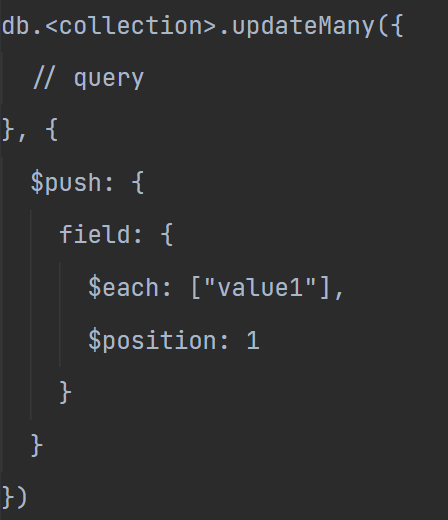 db.<collection>.updateMany({
  // query
}, {
  $push: {
    field: {
      $each: ["value1"],
      $position: 1
    }
  }
})